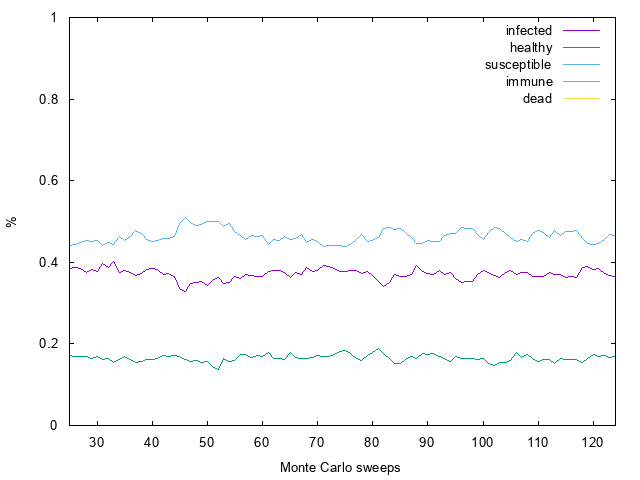 1
0.8
0.6
0.4
0.2
0
%
infected
healthy
susceptible
immune
dead
30 40 50 60 70 80 90 100 110 120
Monte Carlo sweeps